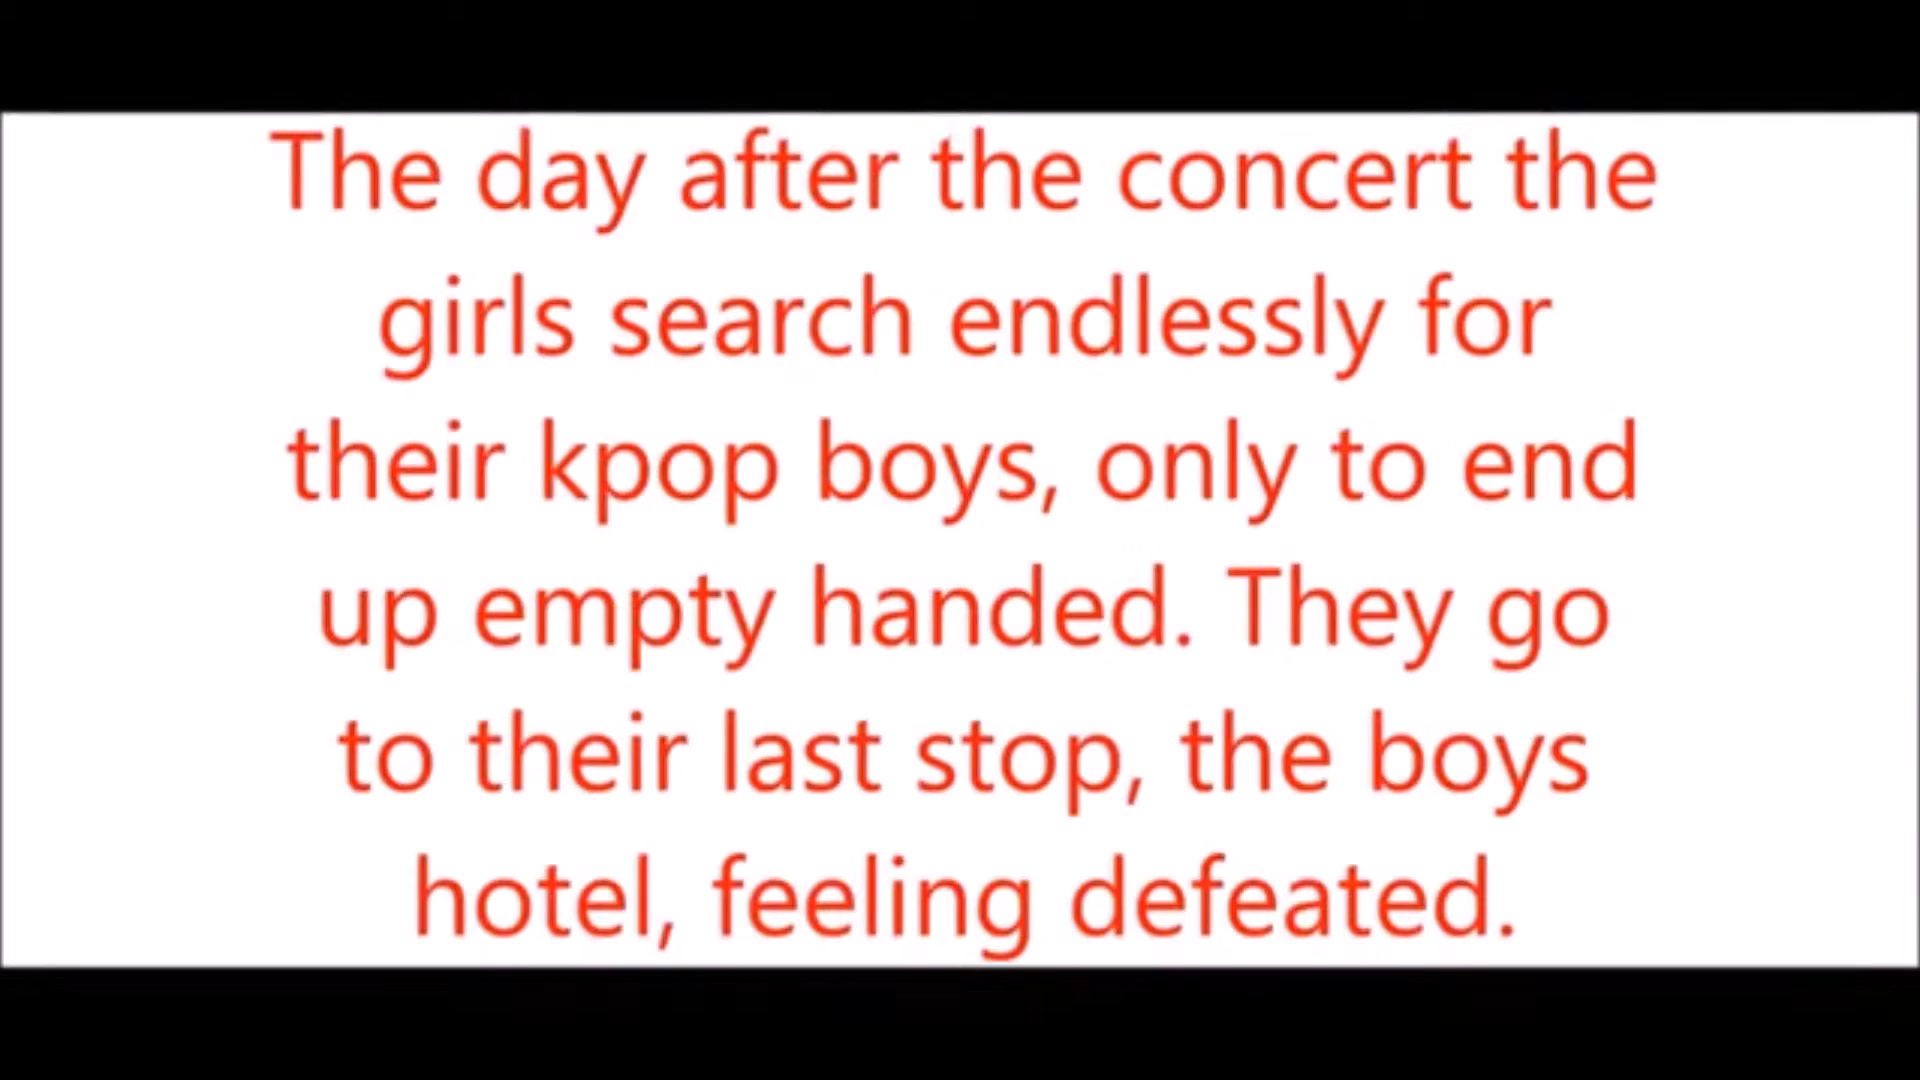 The day after the concert the
girls search endlessly for
their kpop boys, only to end
up empty handed. They go
to their last stop, the boys
hotel, feeling defeated.